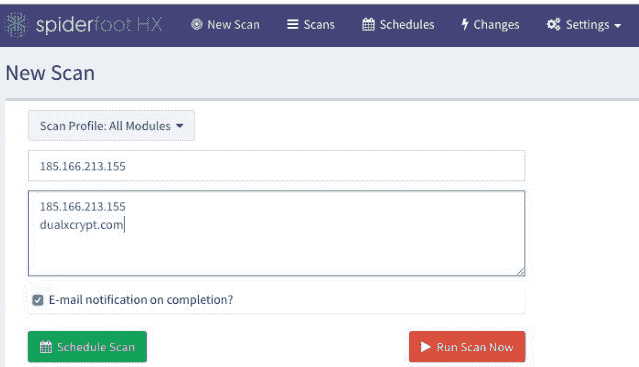 spiderfoot HX New Scan Scans Schedules Changes Settings
New Scan
Scan Profile: All Modules
185.166.213.155
185.166.213.155
dualxcrypt.com
E-mail notification on completion?
Schedule Scan Run Scan Now